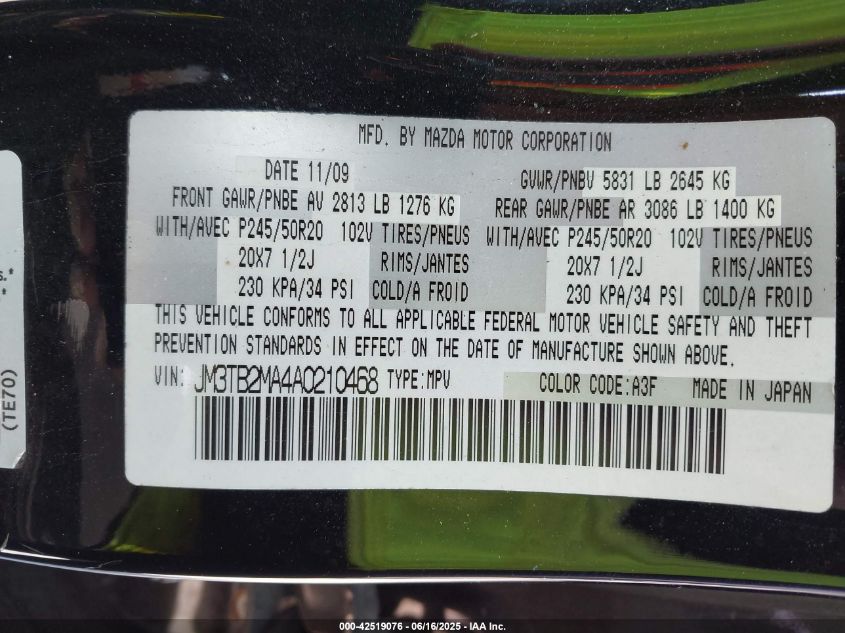 MFD. BY MAZDA MOTOR CORPORATION
DATE 11/09 GVWR/PNBV 5831 LB 2645 KG
FRONT GAWR/PNBE AV 2813 LB 1276 KG REAR GAWR/PNBE AR 3086 LB 1400 KG
WITH/AVEC P245/50R20 102V TIRES/PNEUS WITH/AVEC P245/50R20 102V TIRES/PNEUS
20X7 1/2J RIMS/JANTES 20X7 1/2J RIMS/JANTES
230 KPA/34 PSI COLD/A FROID 230 KPA/34 PSI COLD/A FROID
THIS VEHICLE CONFORMS TO ALL APPLICABLE FEDERAL MOTOR VEHICLE SAFETY AND THEFT
PREVENTION STANDARDS IN EFFECT ON THE DATE OF MANUFACTURE SHOWN ABOVE.
VIN: JM3TB2MA4A0210468 TYPE:MPV COLOR CODE:A3F MADE IN JAPAN
s.*
*
(TE70)
000-42519076 - 06/16/2025 - IAA Inc.